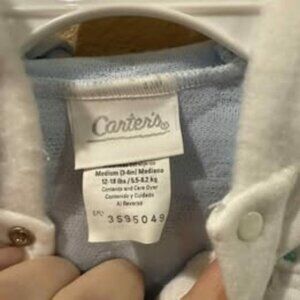 Carter's
Medium (3-6m) Mediano
12-18 lbs / 5.5-8.2 kg
Contents and Care Over
Contenido y Cuidado
Al Reverso
3595049